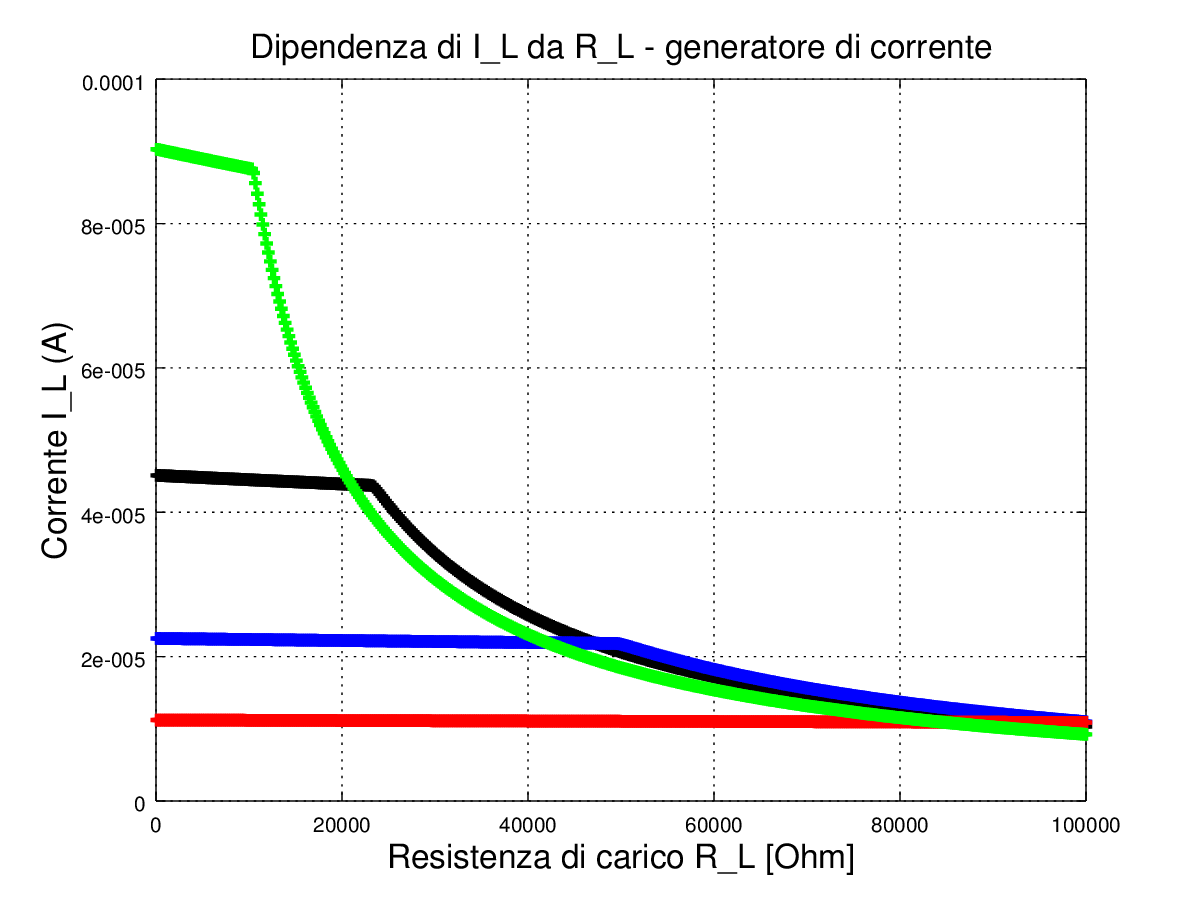 Dipendenza di I_L da R_L - generatore di corrente
0.0001
8e-005
6e-005
4e-005
2e-005
0
Corrente I_L (A)
0 20000 40000 60000 80000 100000
Resistenza di carico R_L [Ohm]